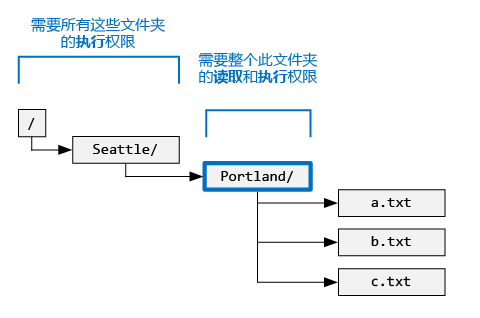 需要所有这些文件夹
的执行权限
需要整个此文件夹
的读取和执行权限
/
Seattle/
Portland/
a.txt
b.txt
c.txt